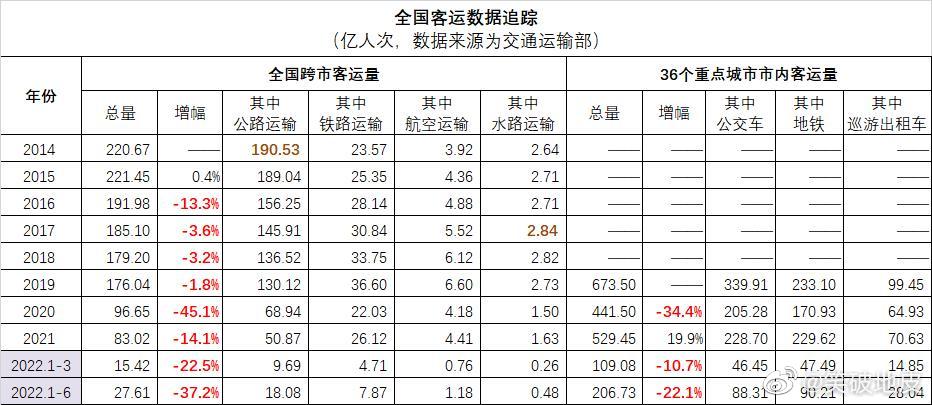 全国客运数据追踪
（亿人次，数据来源为交通运输部）
年份 全国跨市客运量 36个重点城市市内客运量
总量 增幅 其中公路运输 其中铁路运输 其中航空运输 其中水路运输 总量 增幅 其中公交车 其中地铁 其中巡游出租车
2014 220.67 —— 190.53 23.57 3.92 2.64 —— —— —— —— ——
2015 221.45 0.4% 189.04 25.35 4.36 2.71 —— —— —— —— ——
2016 191.98 -13.3% 156.25 28.14 4.88 2.71 —— —— —— —— ——
2017 185.10 -3.6% 145.91 30.84 5.52 2.84 —— —— —— —— ——
2018 179.20 -3.2% 136.52 33.75 6.12 2.82 —— —— —— —— ——
2019 176.04 -1.8% 130.12 36.60 6.60 2.73 673.50 —— 339.91 233.10 99.45
2020 96.65 -45.1% 68.94 22.03 4.18 1.50 441.50 -34.4% 205.28 170.93 64.93
2021 83.02 -14.1% 50.87 26.12 4.41 1.63 529.45 19.9% 228.70 229.62 70.63
2022.1-3 15.42 -22.5% 9.69 4.71 0.76 0.26 109.08 -10.7% 46.45 47.49 14.85
2022.1-6 27.61 -37.2% 18.08 7.87 1.18 0.48 206.73 -22.1% 88.31 90.21 28.04